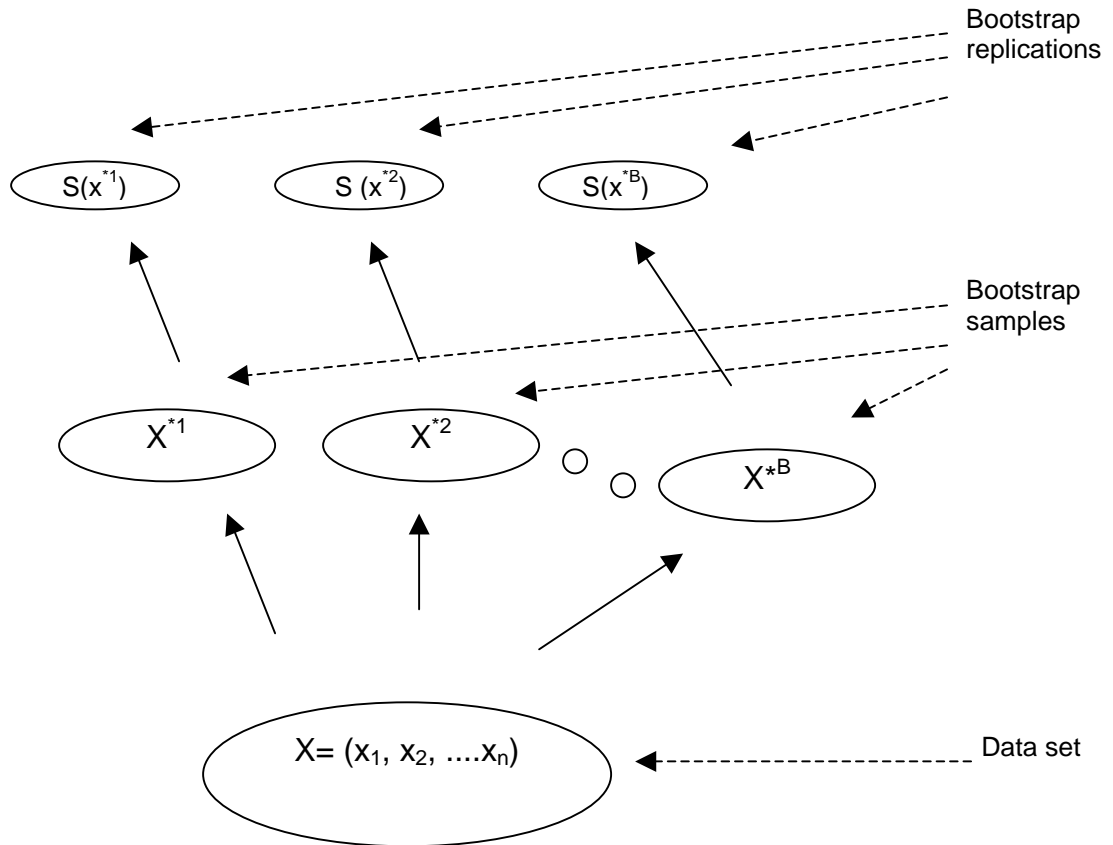 Bootstrap
replications
S(x*1)
S (x*2)
S(x*B)
Bootstrap
samples
X*1
X*2
X*B
X= (x1, x2, ....xn)
Data set